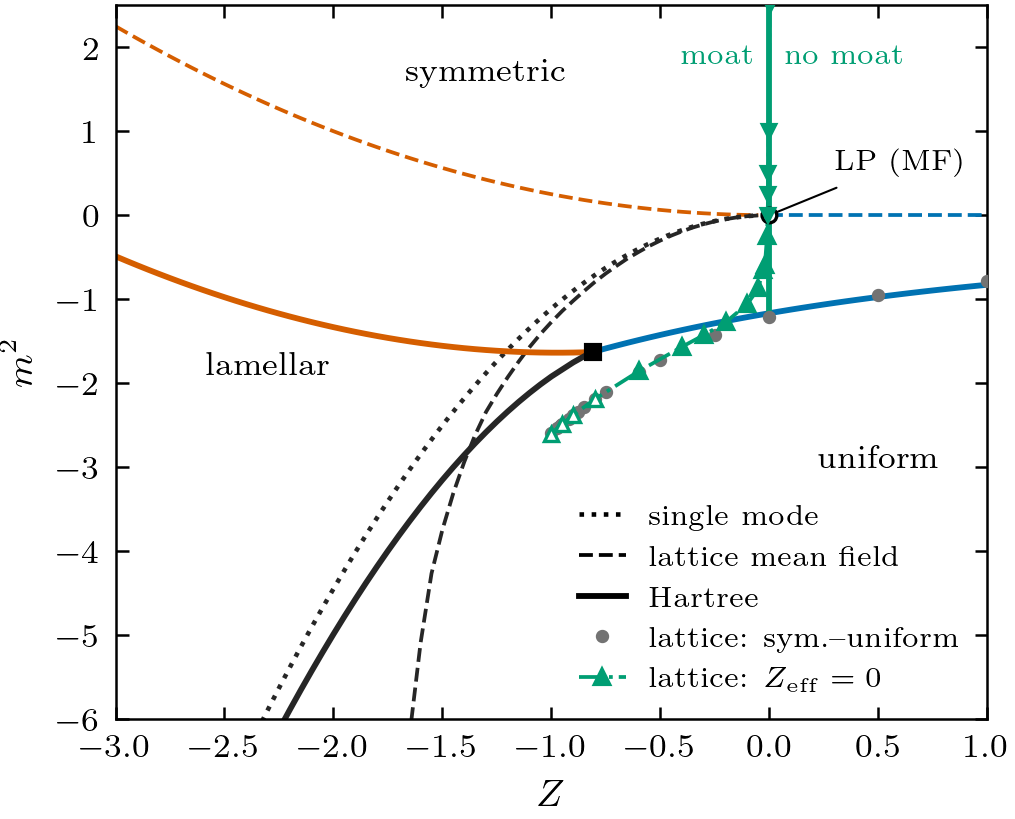 2
1
0
−1
−2
−3
−4
−5
−6
m²
symmetric
moat
no moat
LP (MF)
lamellar
uniform
single mode
lattice mean field
Hartree
lattice: sym.–uniform
lattice: Z_eff = 0
−3.0
−2.5
−2.0
−1.5
−1.0
−0.5
0.0
0.5
1.0
Z